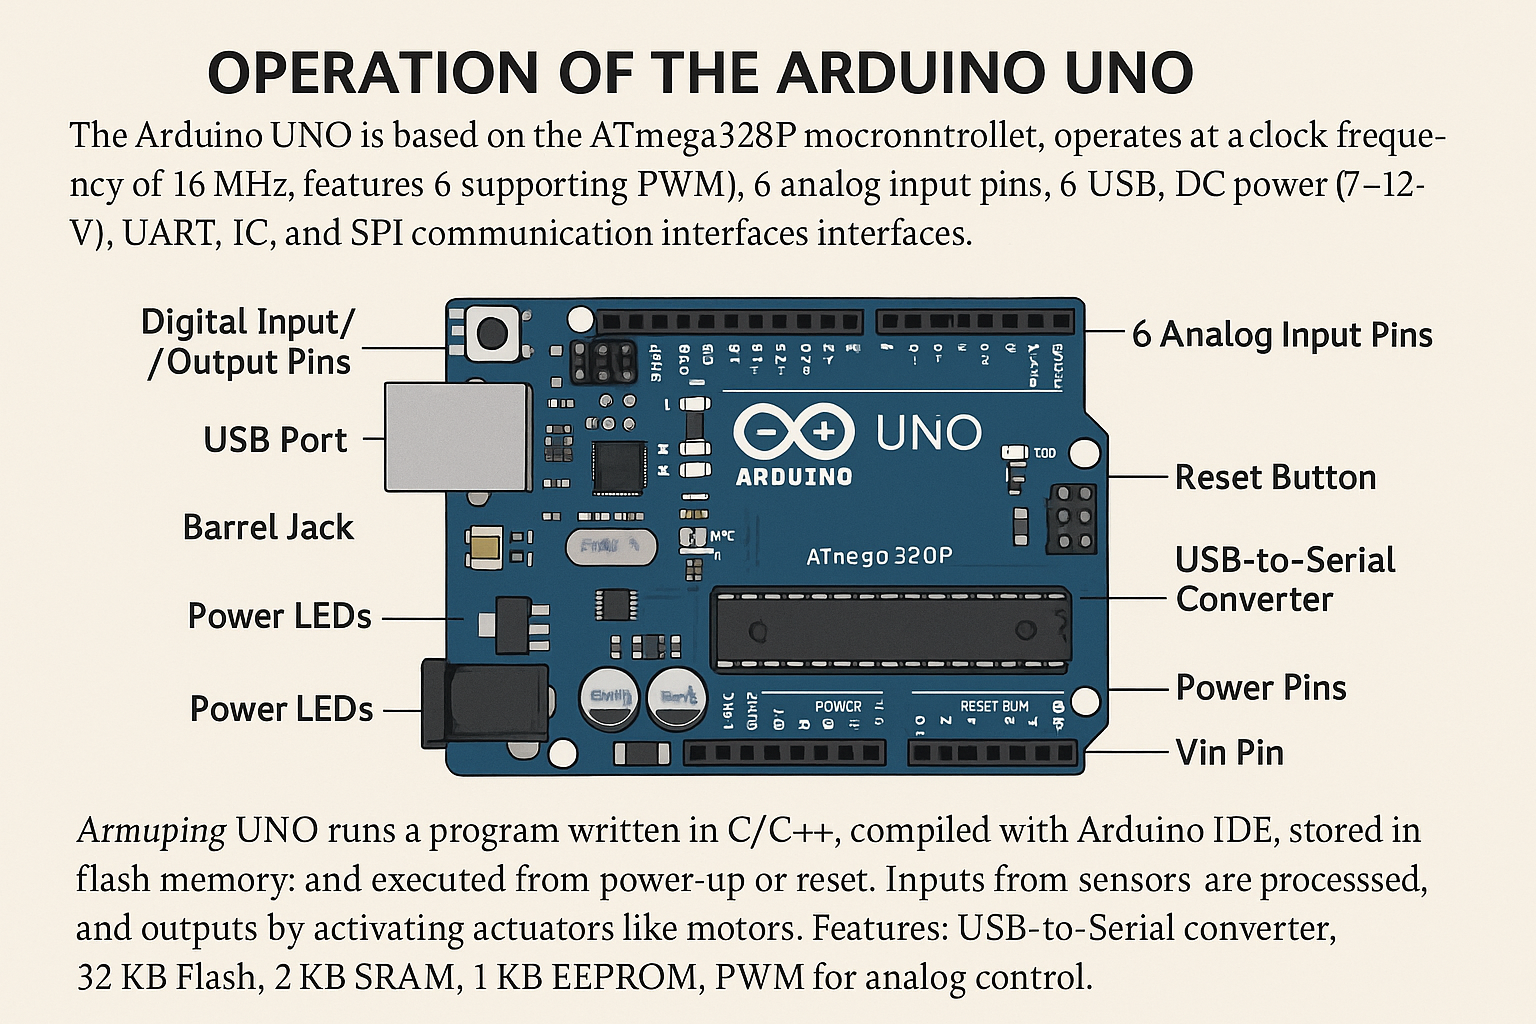 OPERATION OF THE ARDUINO UNO
The Arduino UNO is based on the ATmega328P mocronntrollet, operates at a clock freque-
ncy of 16 MHz, features 6 supporting PWM), 6 analog input pins, 6 USB, DC power (7–12-
V), UART, IC, and SPI communication interfaces interfaces.
Digital Input/
/Output Pins
USB Port
Barrel Jack
Power LEDs
Power LEDs
6 Analog Input Pins
Reset Button
USB-to-Serial
Converter
Power Pins
Vin Pin
UNO
ARDUINO
ATnego 320P
POWCR
RESET BUM
Armuping UNO runs a program written in C/C++, compiled with Arduino IDE, stored in
flash memory: and executed from power-up or reset. Inputs from sensors are processsed,
and outputs by activating actuators like motors. Features: USB-to-Serial converter,
32 KB Flash, 2 KB SRAM, 1 KB EEPROM, PWM for analog control.